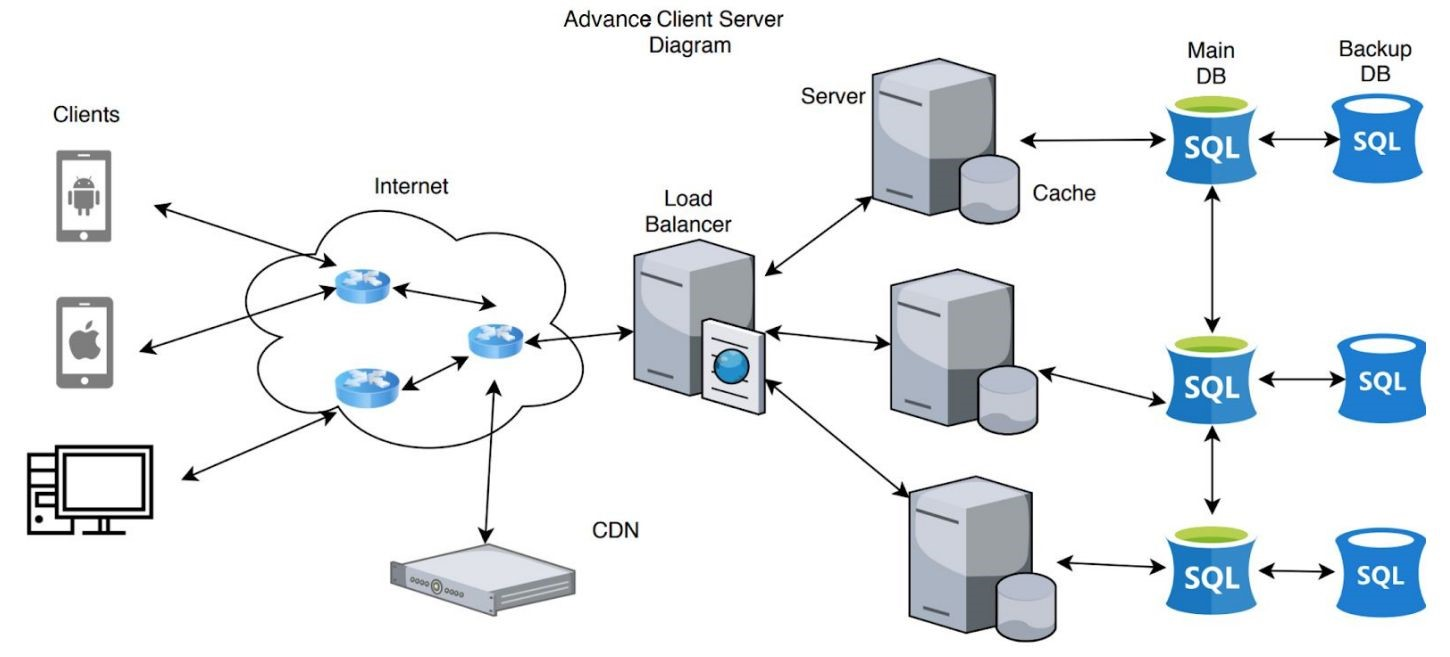 Advance Client Server
Diagram
Clients
Internet
Load
Balancer
CDN
Server
Cache
Main
DB
Backup
DB
SQL
SQL
SQL
SQL
SQL
SQL